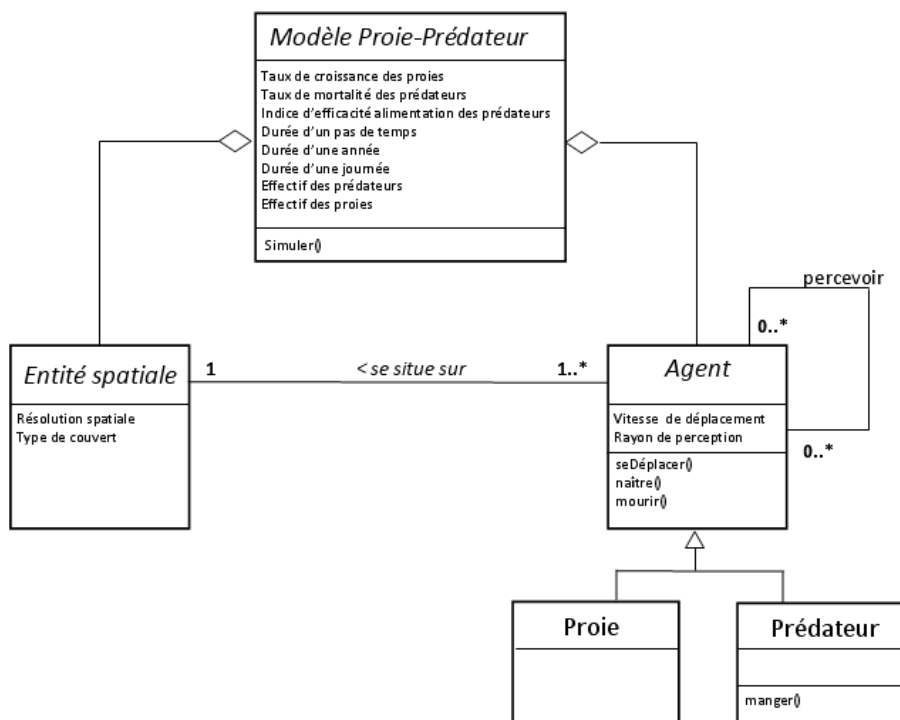 Modèle Proie-Prédateur
Taux de croissance des proies
Taux de mortalité des prédateurs
Indice d'efficacité alimentation des prédateurs
Durée d'un pas de temps
Durée d'une année
Durée d'une journée
Effectif des prédateurs
Effectif des proies
Simuler()
percevoir
0..*
Entité spatiale
1
< se situe sur
1..*
Agent
Résolution spatiale
Type de couvert
Vitesse de déplacement
Rayon de perception
0..*
seDéplacer()
naître()
mourir()
Proie
Prédateur
manger()